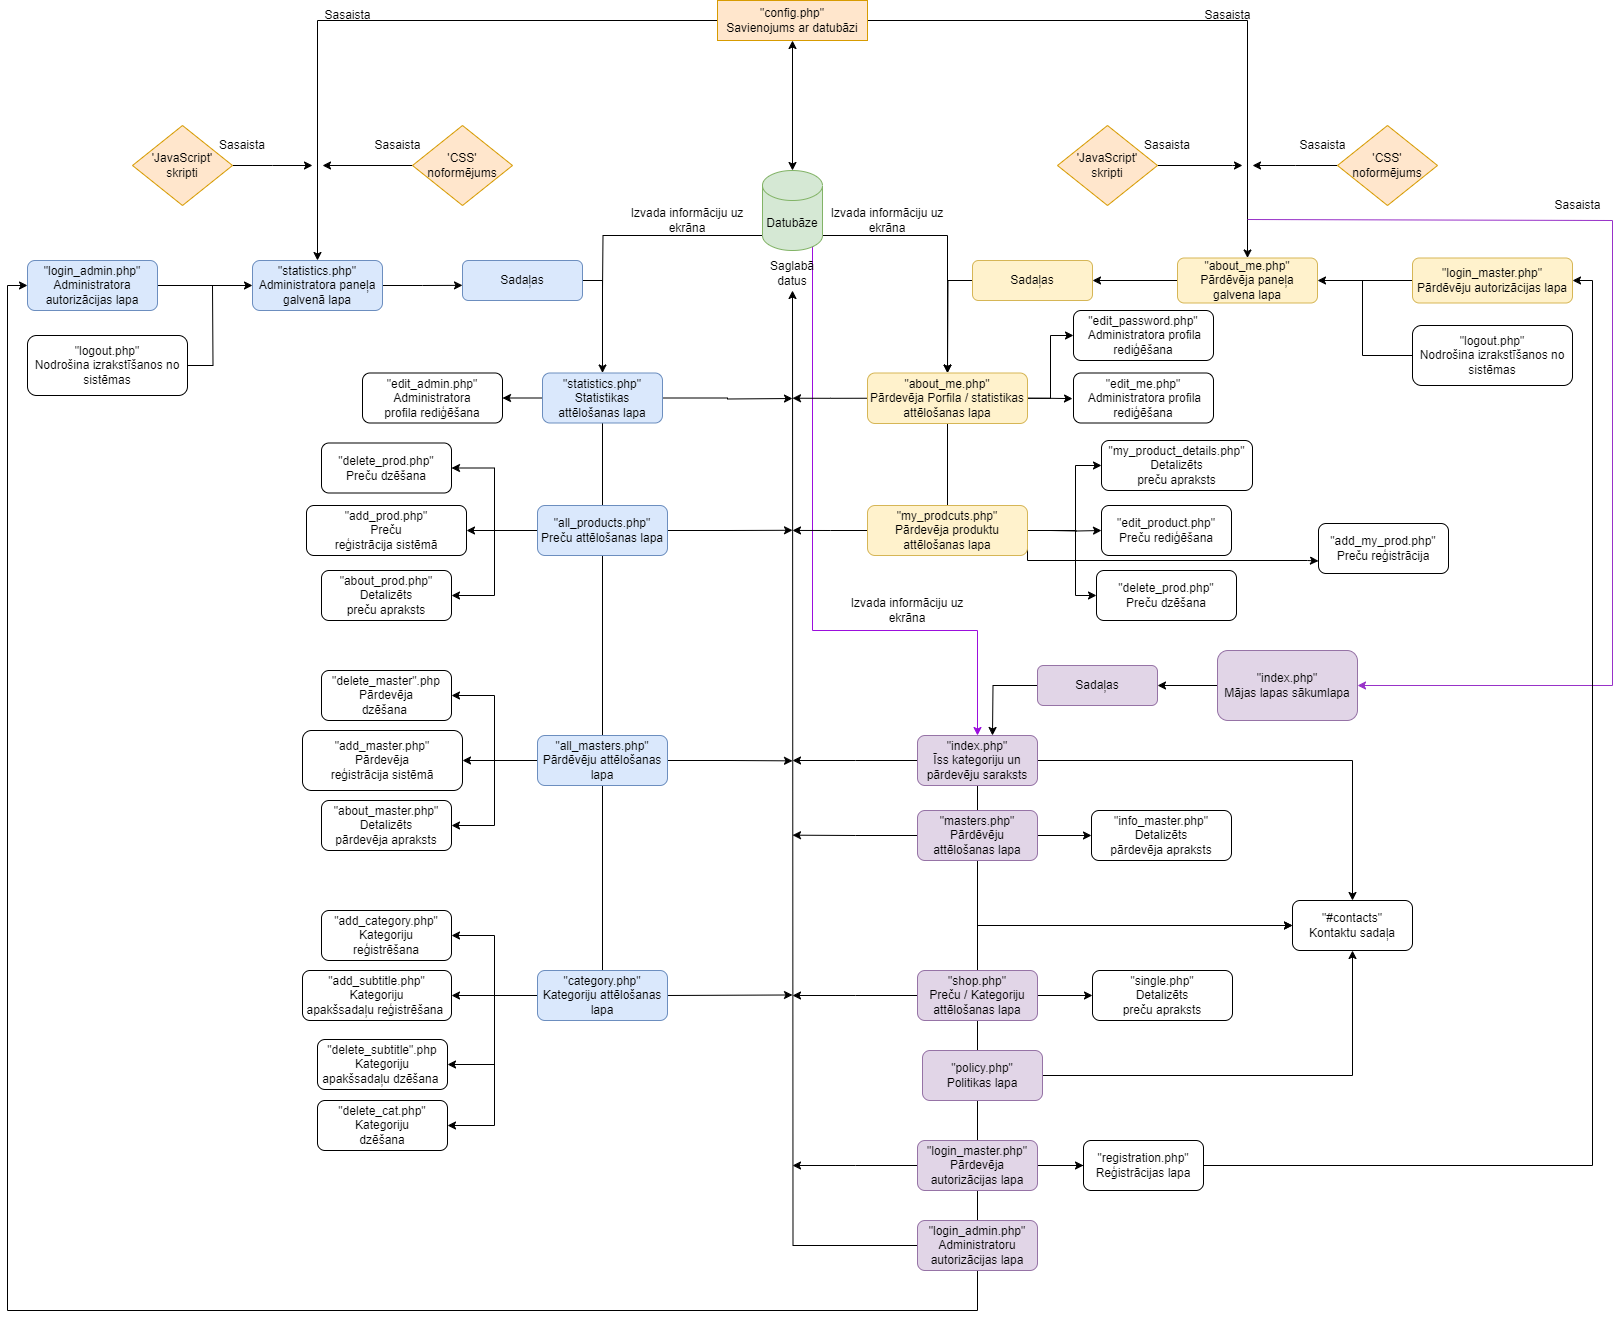 "config.php"
Savienojums ar datubāzi
Sasaista
Sasaista
'JavaScript'
skripti
Sasaista
Sasaista
'CSS'
noformējums
'JavaScript'
skripti
Sasaista
Sasaista
'CSS'
noformējums
Sasaista
Datubāze
Izvada informāciju uz
ekrāna
Izvada informāciju uz
ekrāna
Saglabā
datus
"login_admin.php"
Administratora
autorizācijas lapa
"statistics.php"
Administratora paneļa
galvenā lapa
Sadaļas
Sadaļas
"about_me.php"
Pārdēvēja paneļa
galvena lapa
"login_master.php"
Pārdēvēju autorizācijas lapa
"logout.php"
Nodrošina izrakstīšanos no
sistēmas
"logout.php"
Nodrošina izrakstīšanos no
sistēmas
"edit_password.php"
Administratora profila
rediģēšana
"edit_admin.php"
Administratora
profila rediģēšana
"statistics.php"
Statistikas
attēlošanas lapa
"about_me.php"
Pārdevēja Porfila / statistikas
attēlošanas lapa
"edit_me.php"
Administratora profila
rediģēšana
"delete_prod.php"
Preču dzēšana
"add_prod.php"
Preču
reģistrācija sistēmā
"about_prod.php"
Detalizēts
preču apraksts
"all_products.php"
Preču attēlošanas lapa
"my_prodcuts.php"
Pārdevēja produktu
attēlošanas lapa
"my_product_details.php"
Detalizēts
preču apraksts
"edit_product.php"
Preču rediģēšana
"add_my_prod.php"
Preču reģistrācija
"delete_prod.php"
Preču dzēšana
Izvada informāciju uz
ekrāna
Sadaļas
"index.php"
Mājas lapas sākumlapa
"delete_master".php
Pārdevēja
dzēšana
"add_master.php"
Pārdevēja
reģistrācija sistēmā
"about_master.php"
Detalizēts
pārdevēja apraksts
"all_masters.php"
Pārdēvēju attēlošanas
lapa
"index.php"
Īss kategoriju un
pārdevēju saraksts
"masters.php"
Pārdēvēju
attēlošanas lapa
"info_master.php"
Detalizēts
pārdevēja apraksts
"#contacts"
Kontaktu sadaļa
"add_category.php"
Kategoriju
reģistrēšana
"add_subtitle.php"
Kategoriju
apakšsadaļu reģistrēšana
"delete_subtitle".php
Kategoriju
apakšsadaļu dzēšana
"delete_cat.php"
Kategoriju
dzēšana
"category.php"
Kategoriju attēlošanas
lapa
"shop.php"
Preču / Kategoriju
attēlošanas lapa
"single.php"
Detalizēts
preču apraksts
"policy.php"
Politikas lapa
"login_master.php"
Pārdevēja
autorizācijas lapa
"registration.php"
Reģistrācijas lapa
"login_admin.php"
Administratoru
autorizācijas lapa